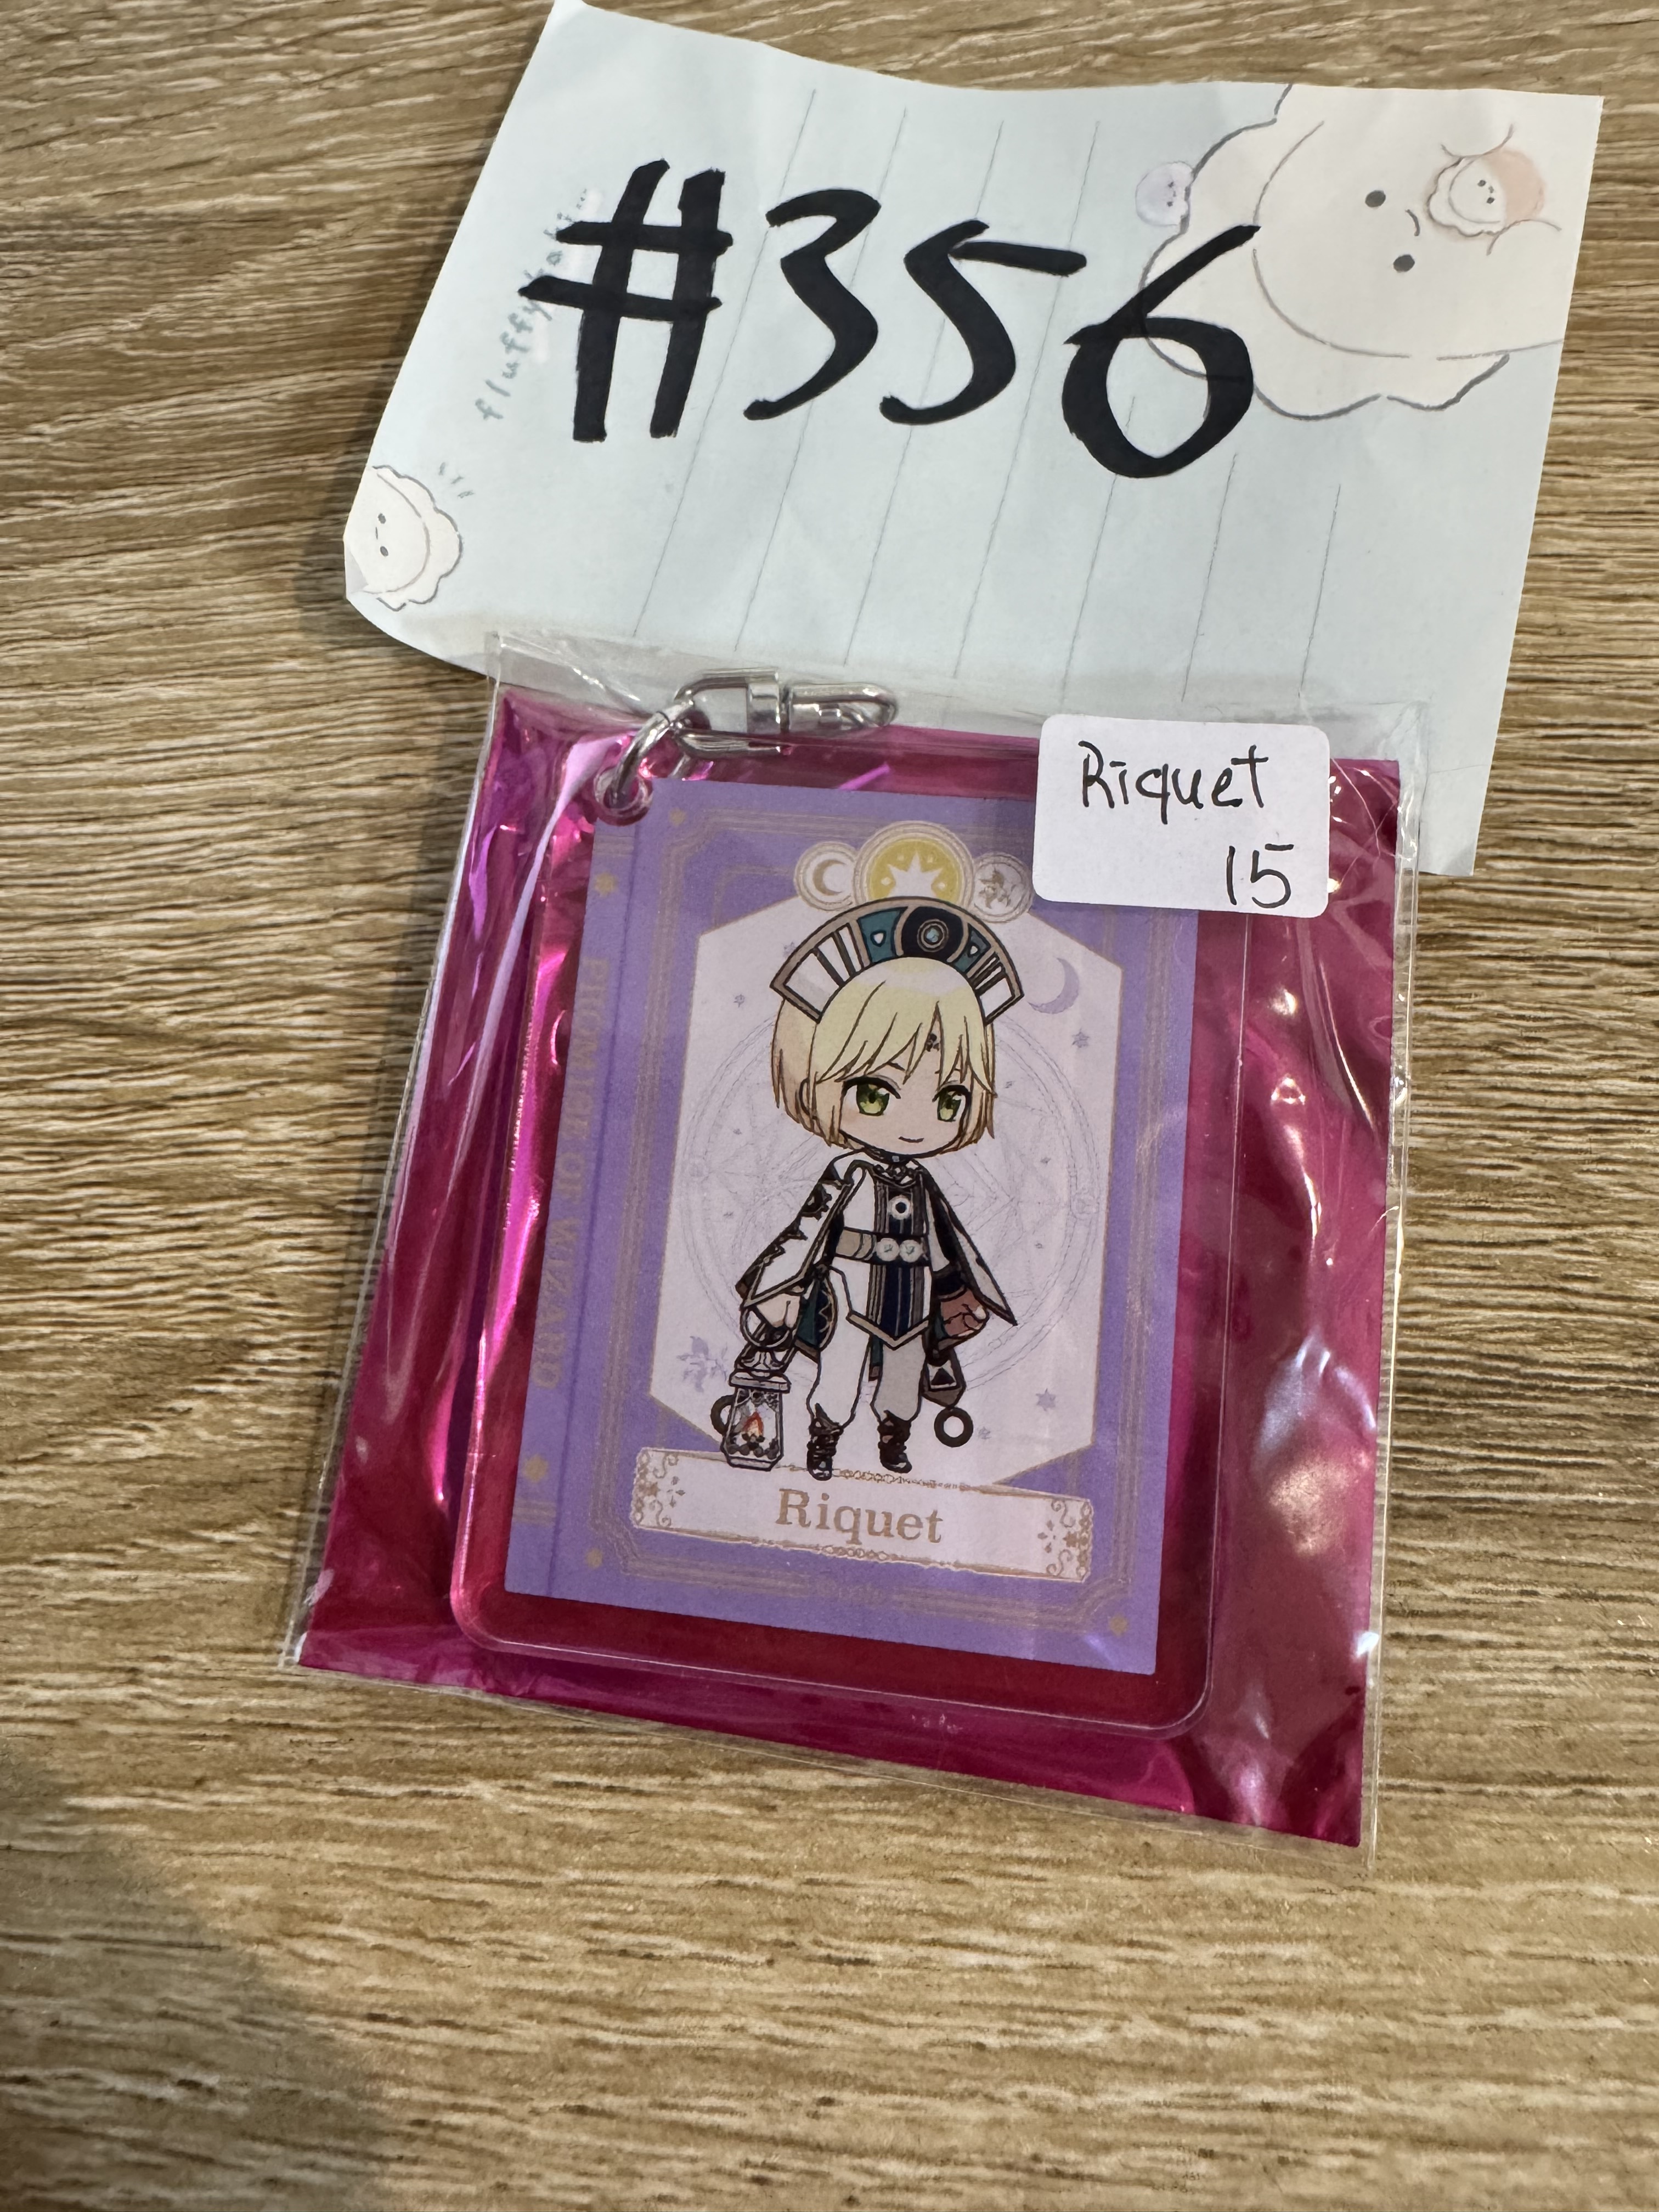 #356
fluffy
Riquet
15
PROMISE OF WIZARD
Riquet